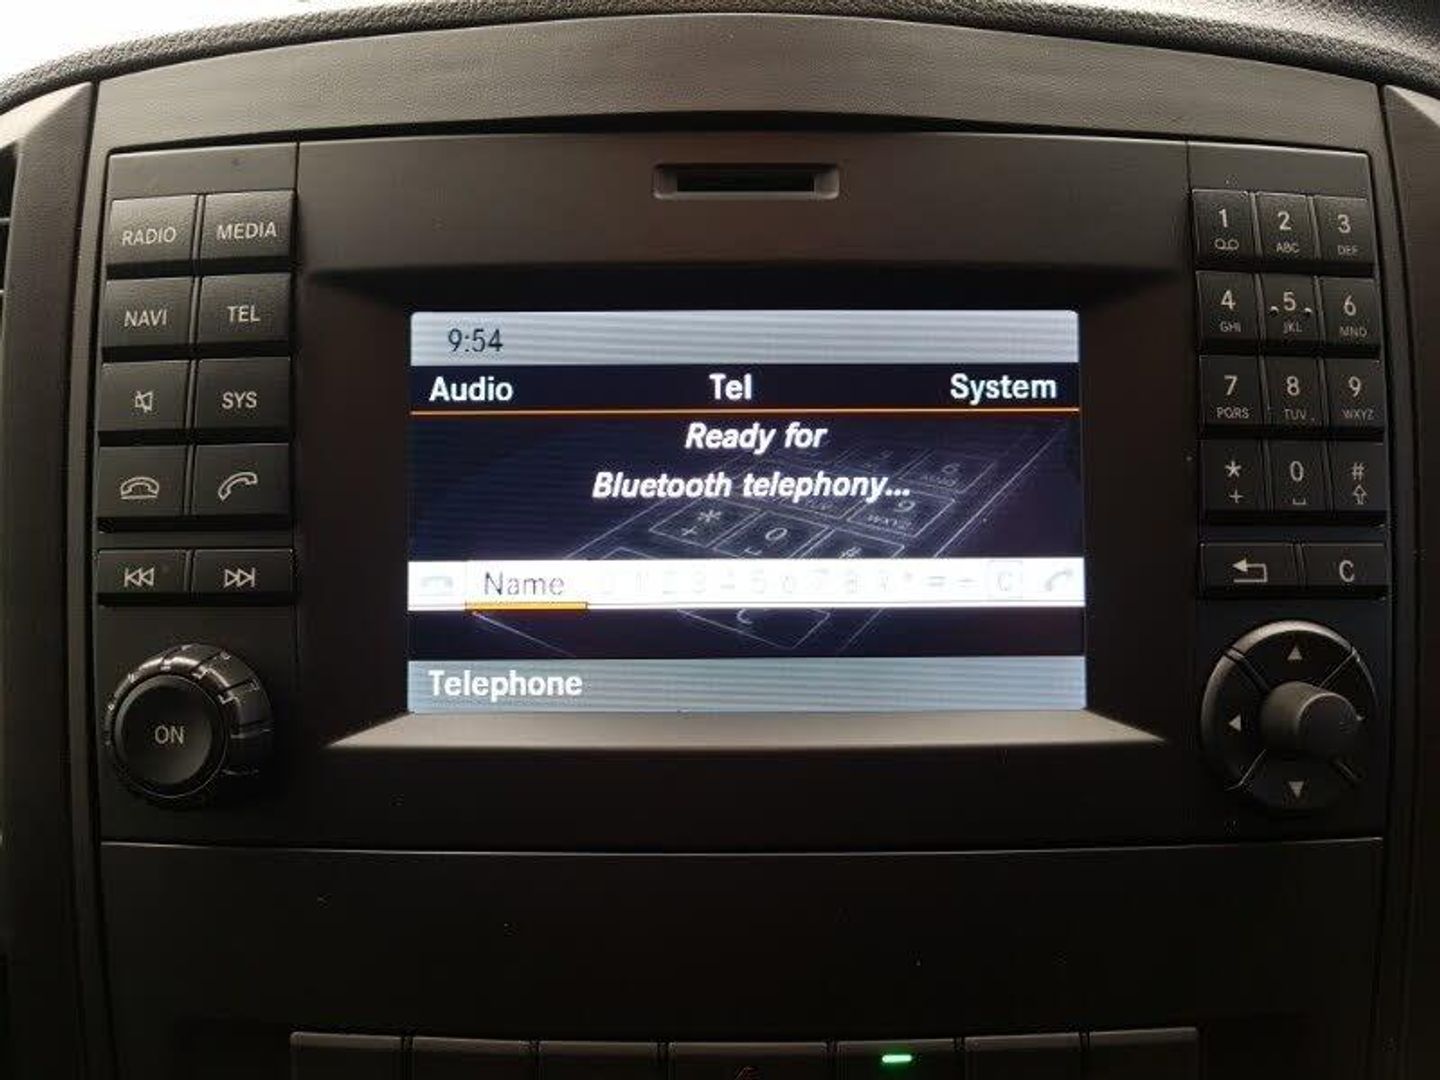 RADIO MEDIA
NAVI TEL
SYS
ON
9:54
Audio Tel System
Ready for
Bluetooth telephony...
Name
Telephone
1 2 3
ABC DEF
4 5 6
GHI JKL MNO
7 8 9
PQRS TUV WXYZ
* 0 #
+
C